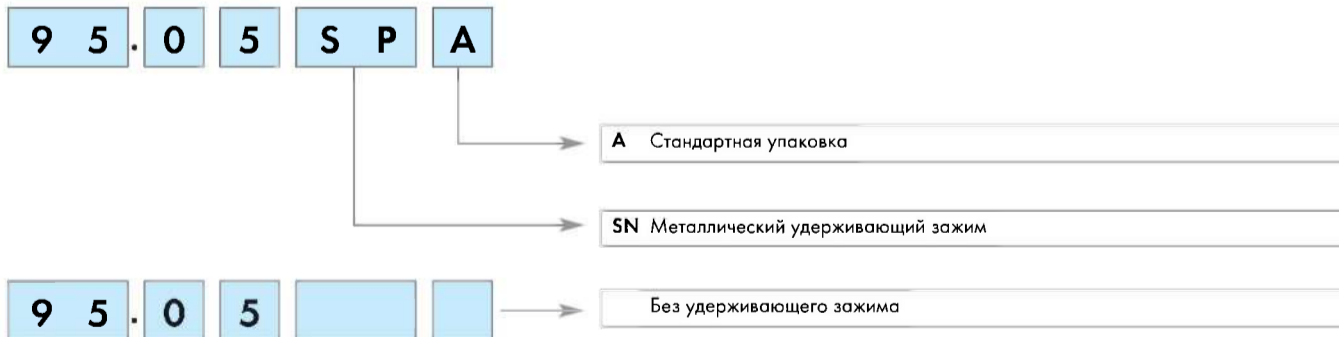 9 5 . 0 5 S P A
A Стандартная упаковка
SN Металлический удерживающий зажим
9 5 . 0 5 Без удерживающего зажима